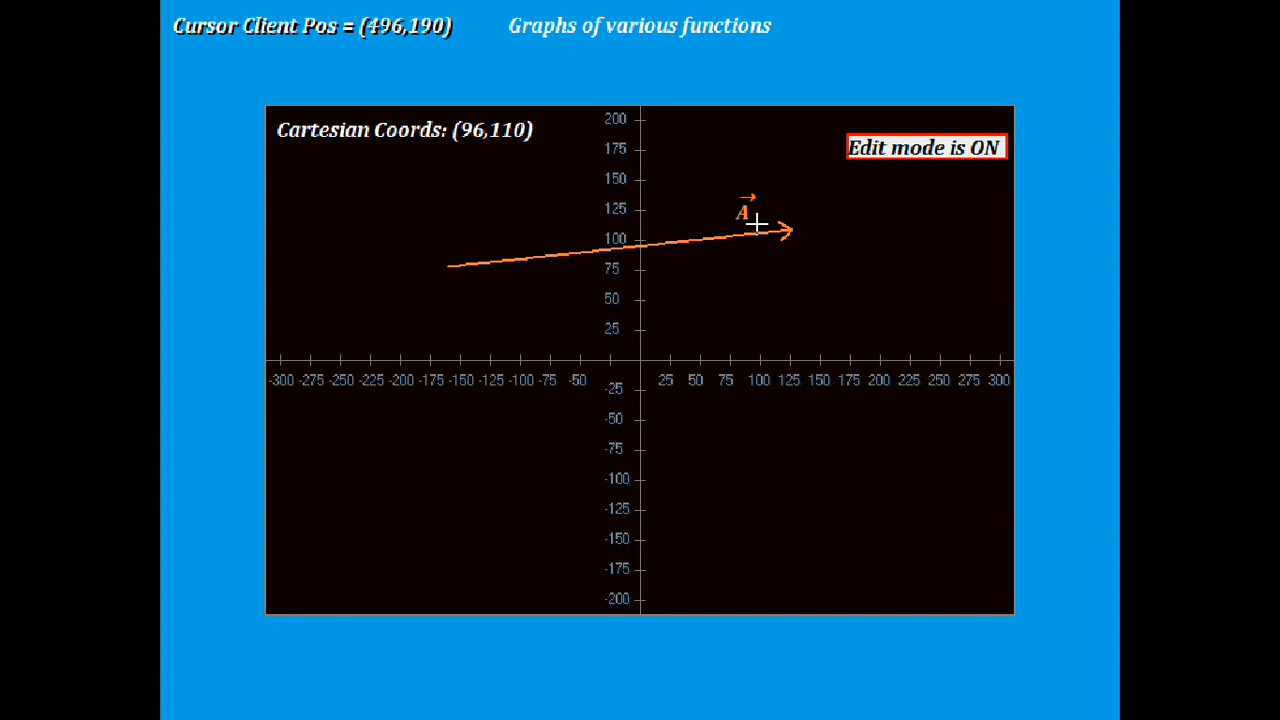 Cursor Client Pos = (496,190)
Graphs of various functions
Cartesian Coords: (96,110)
Edit mode is ON
A
200
175
150
125
100
75
50
25
-300 -275 -250 -225 -200 -175 -150 -125 -100 -75 -50 25 50 75 100 125 150 175 200 225 250 275 300
-25
-50
-75
-100
-125
-150
-175
-200